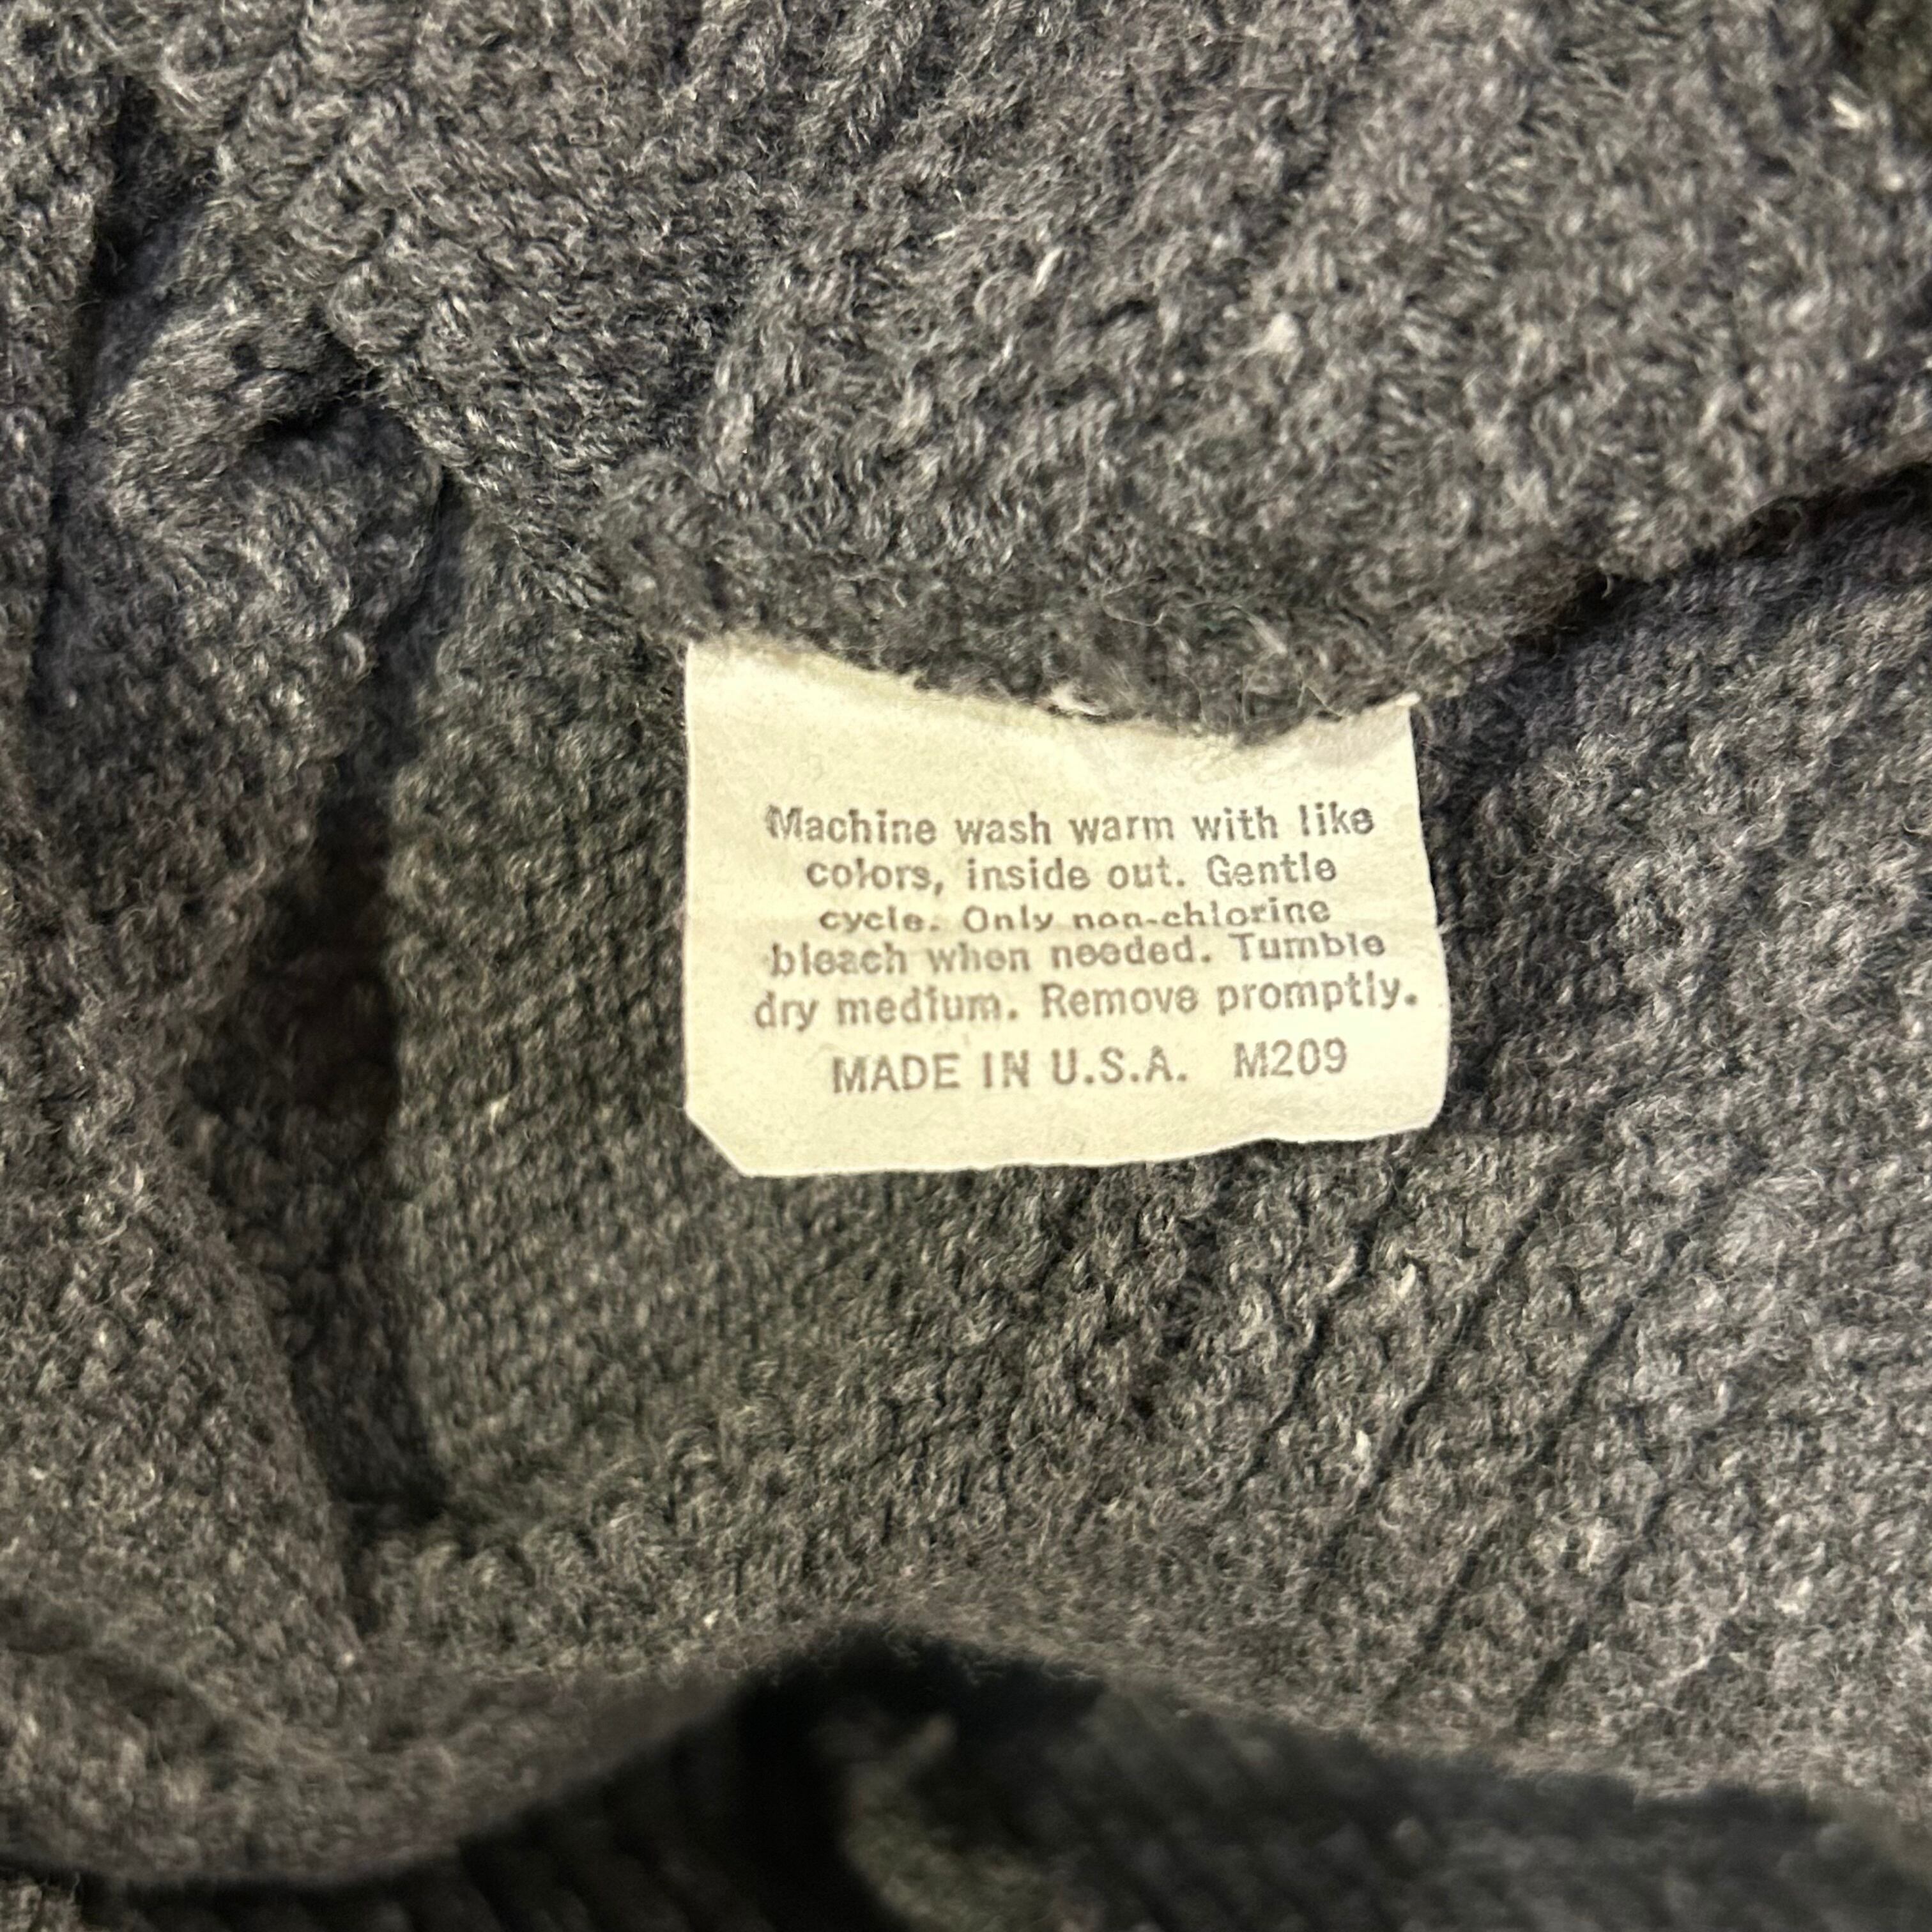 Machine wash warm with like
colors, inside out. Gentle
cycle. Only non-chlorine
bleach when needed. Tumble
dry medium. Remove promptly.
MADE IN U.S.A. M209